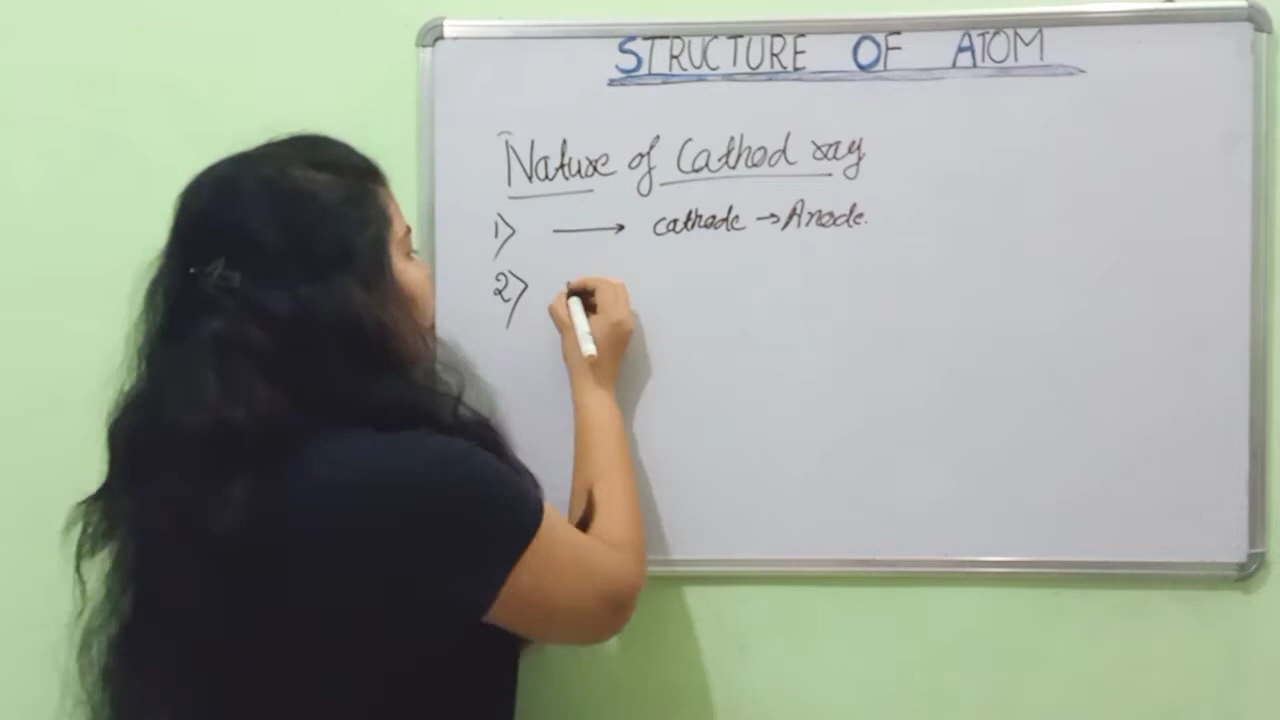 STRUCTURE OF ATOM
Nature of Cathod ray
1) → cathode → Anode.
2)